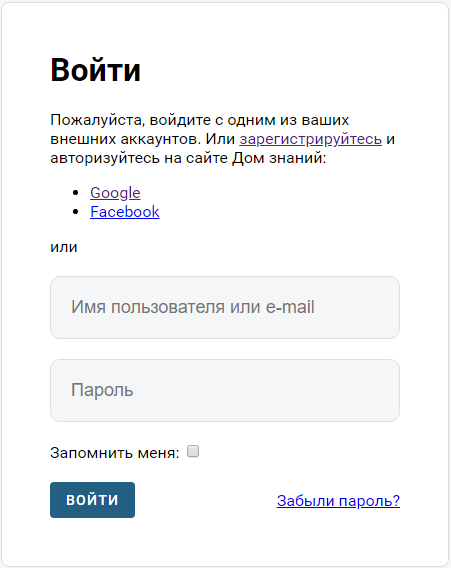 Войти
Пожалуйста, войдите с одним из ваших
внешних аккаунтов. Или зарегистрируйтесь и
авторизуйтесь на сайте Дом знаний:
Google
Facebook
или
Имя пользователя или e-mail
Пароль
Запомнить меня:
ВОЙТИ
Забыли пароль?